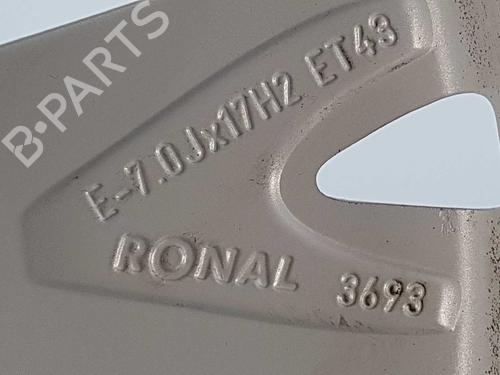 B-PARTS
E-7.0Jx17H2 ET43
RONAL 3693